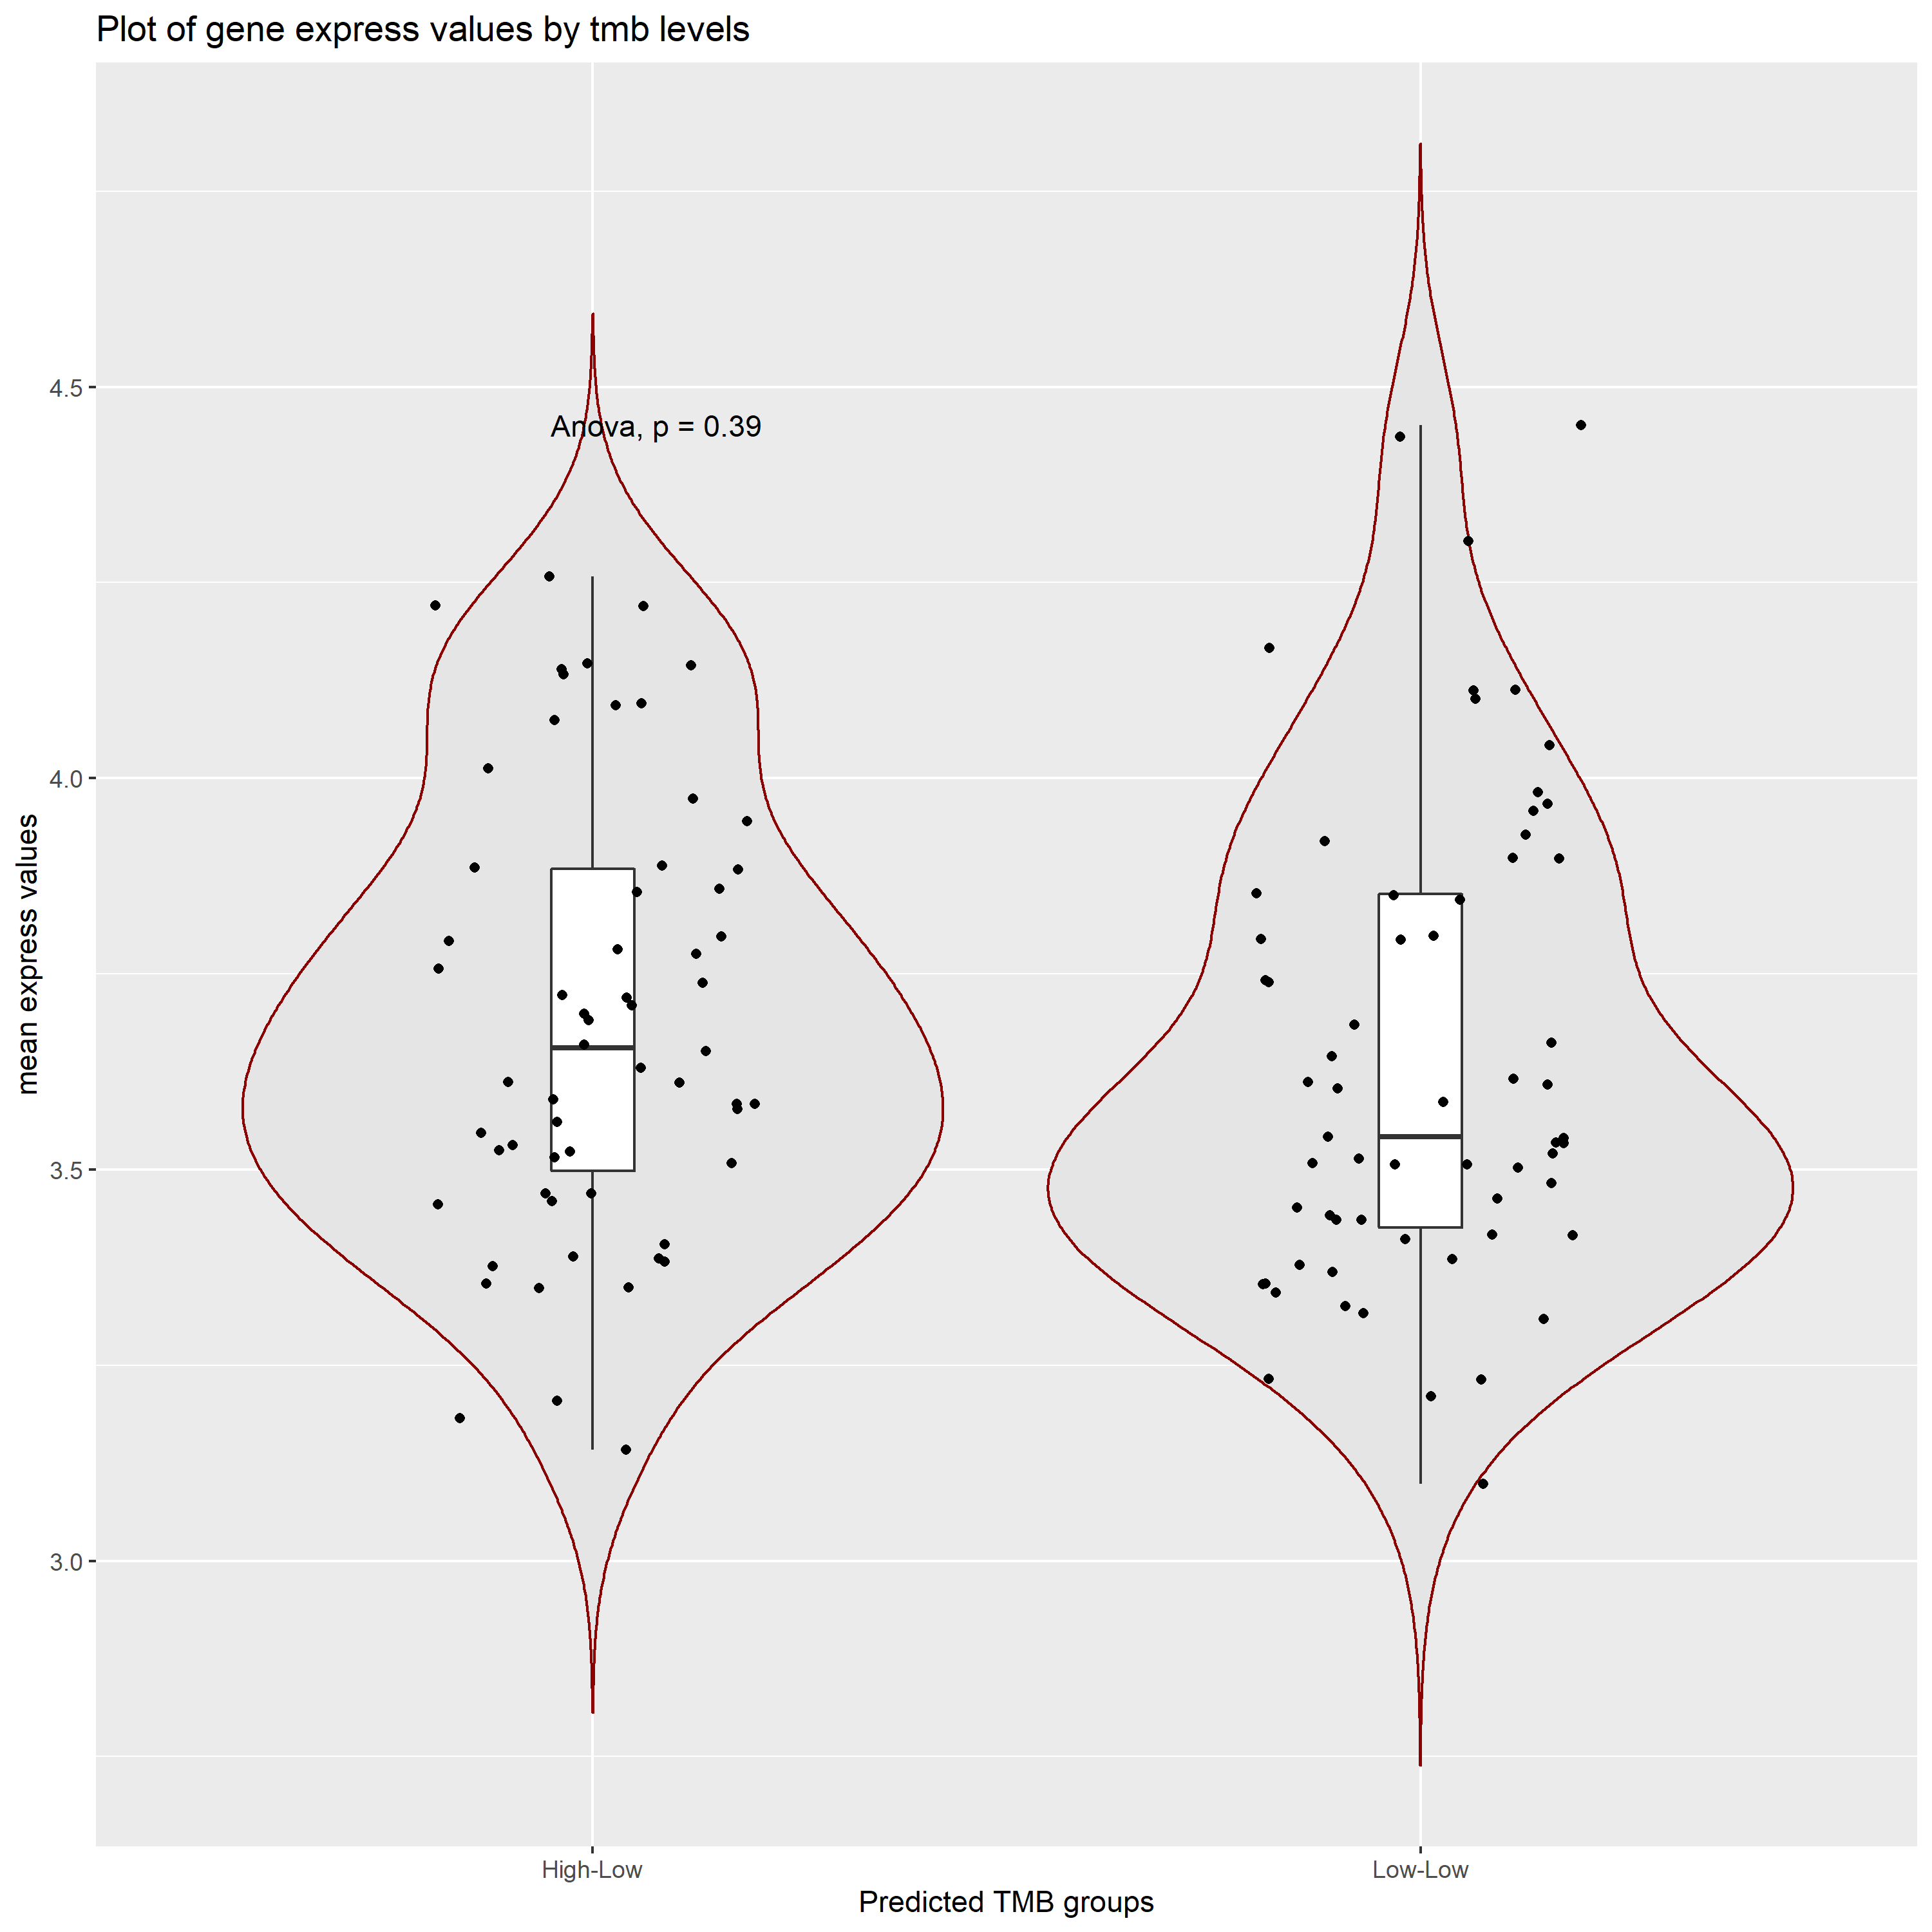 Plot of gene express values by tmb levels
Anova, p = 0.39
4.5
4.0
3.5
3.0
mean express values
High-Low
Low-Low
Predicted TMB groups